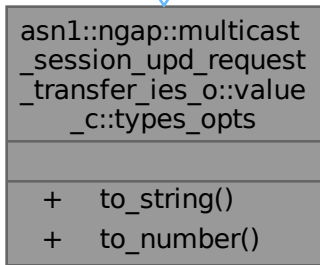 asn1::ngap::multicast
_session_upd_request
_transfer_ies_o::value
_c::types_opts
+ to_string()
+ to_number()